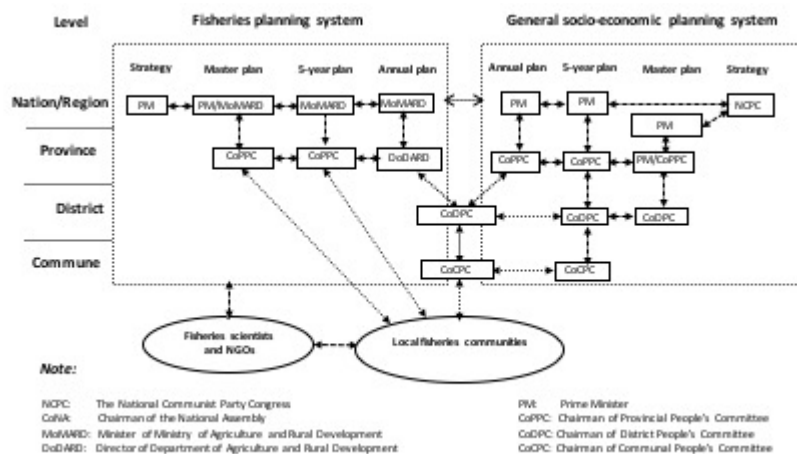 Level Fisheries planning system General socio-economic planning system
Strategy Master plan 5-year plan Annual plan Annual plan 5-year plan Master plan Strategy
Nation/Region PM PM/MoMARD MoMARD MoMARD PM PM NCPC
PM
Province CoPPC CoPPC DoDARD CoPPC CoPPC PM/CoPPC
District CoDPC CoDPC CoDPC
Commune CoCPC CoCPC
Fisheries scientists
and NGOs
Local fisheries communities
Note:
NCPC: The National Communist Party Congress
CoNA: Chairman of the National Assembly
MoMARD: Minister of Ministry of Agriculture and Rural Development
DoDARD: Director of Department of Agriculture and Rural Development
PM: Prime Minister
CoPPC: Chairman of Provincial People's Committee
CoDPC: Chairman of District People's Committee
CoCPC: Chairman of Communal People's Committee